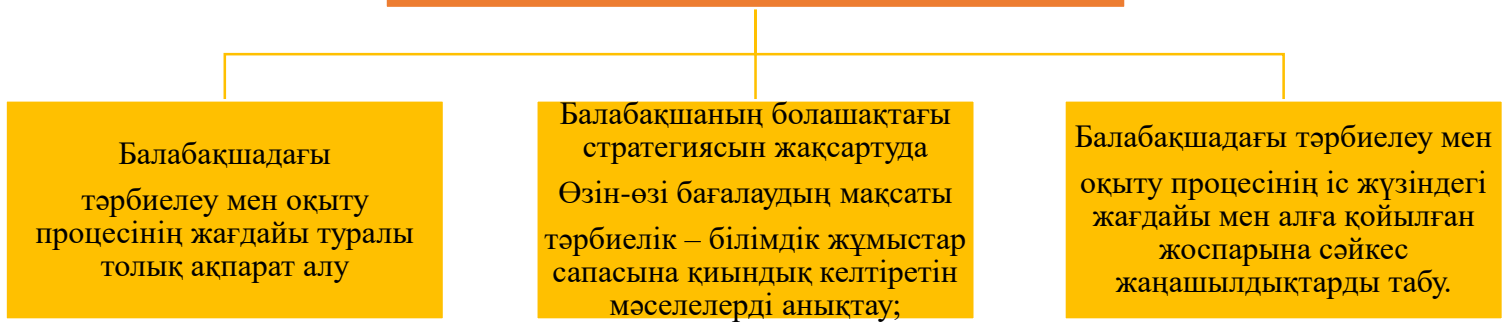 Балабақшадағы
тәрбиелеу мен оқыту
процесінің жағдайы туралы
толық ақпарат алу
Балабақшаның болашақтағы
стратегиясын жақсартуда
Өзін-өзі бағалаудың мақсаты
тәрбиелік – білімдік жұмыстар
сапасына қиындық келтіретін
мәселелерді анықтау;
Балабақшадағы тәрбиелеу мен
оқыту процесінің іс жүзіндегі
жағдайы мен алға қойылған
жоспарына сәйкес
жаңашылдықтарды табу.